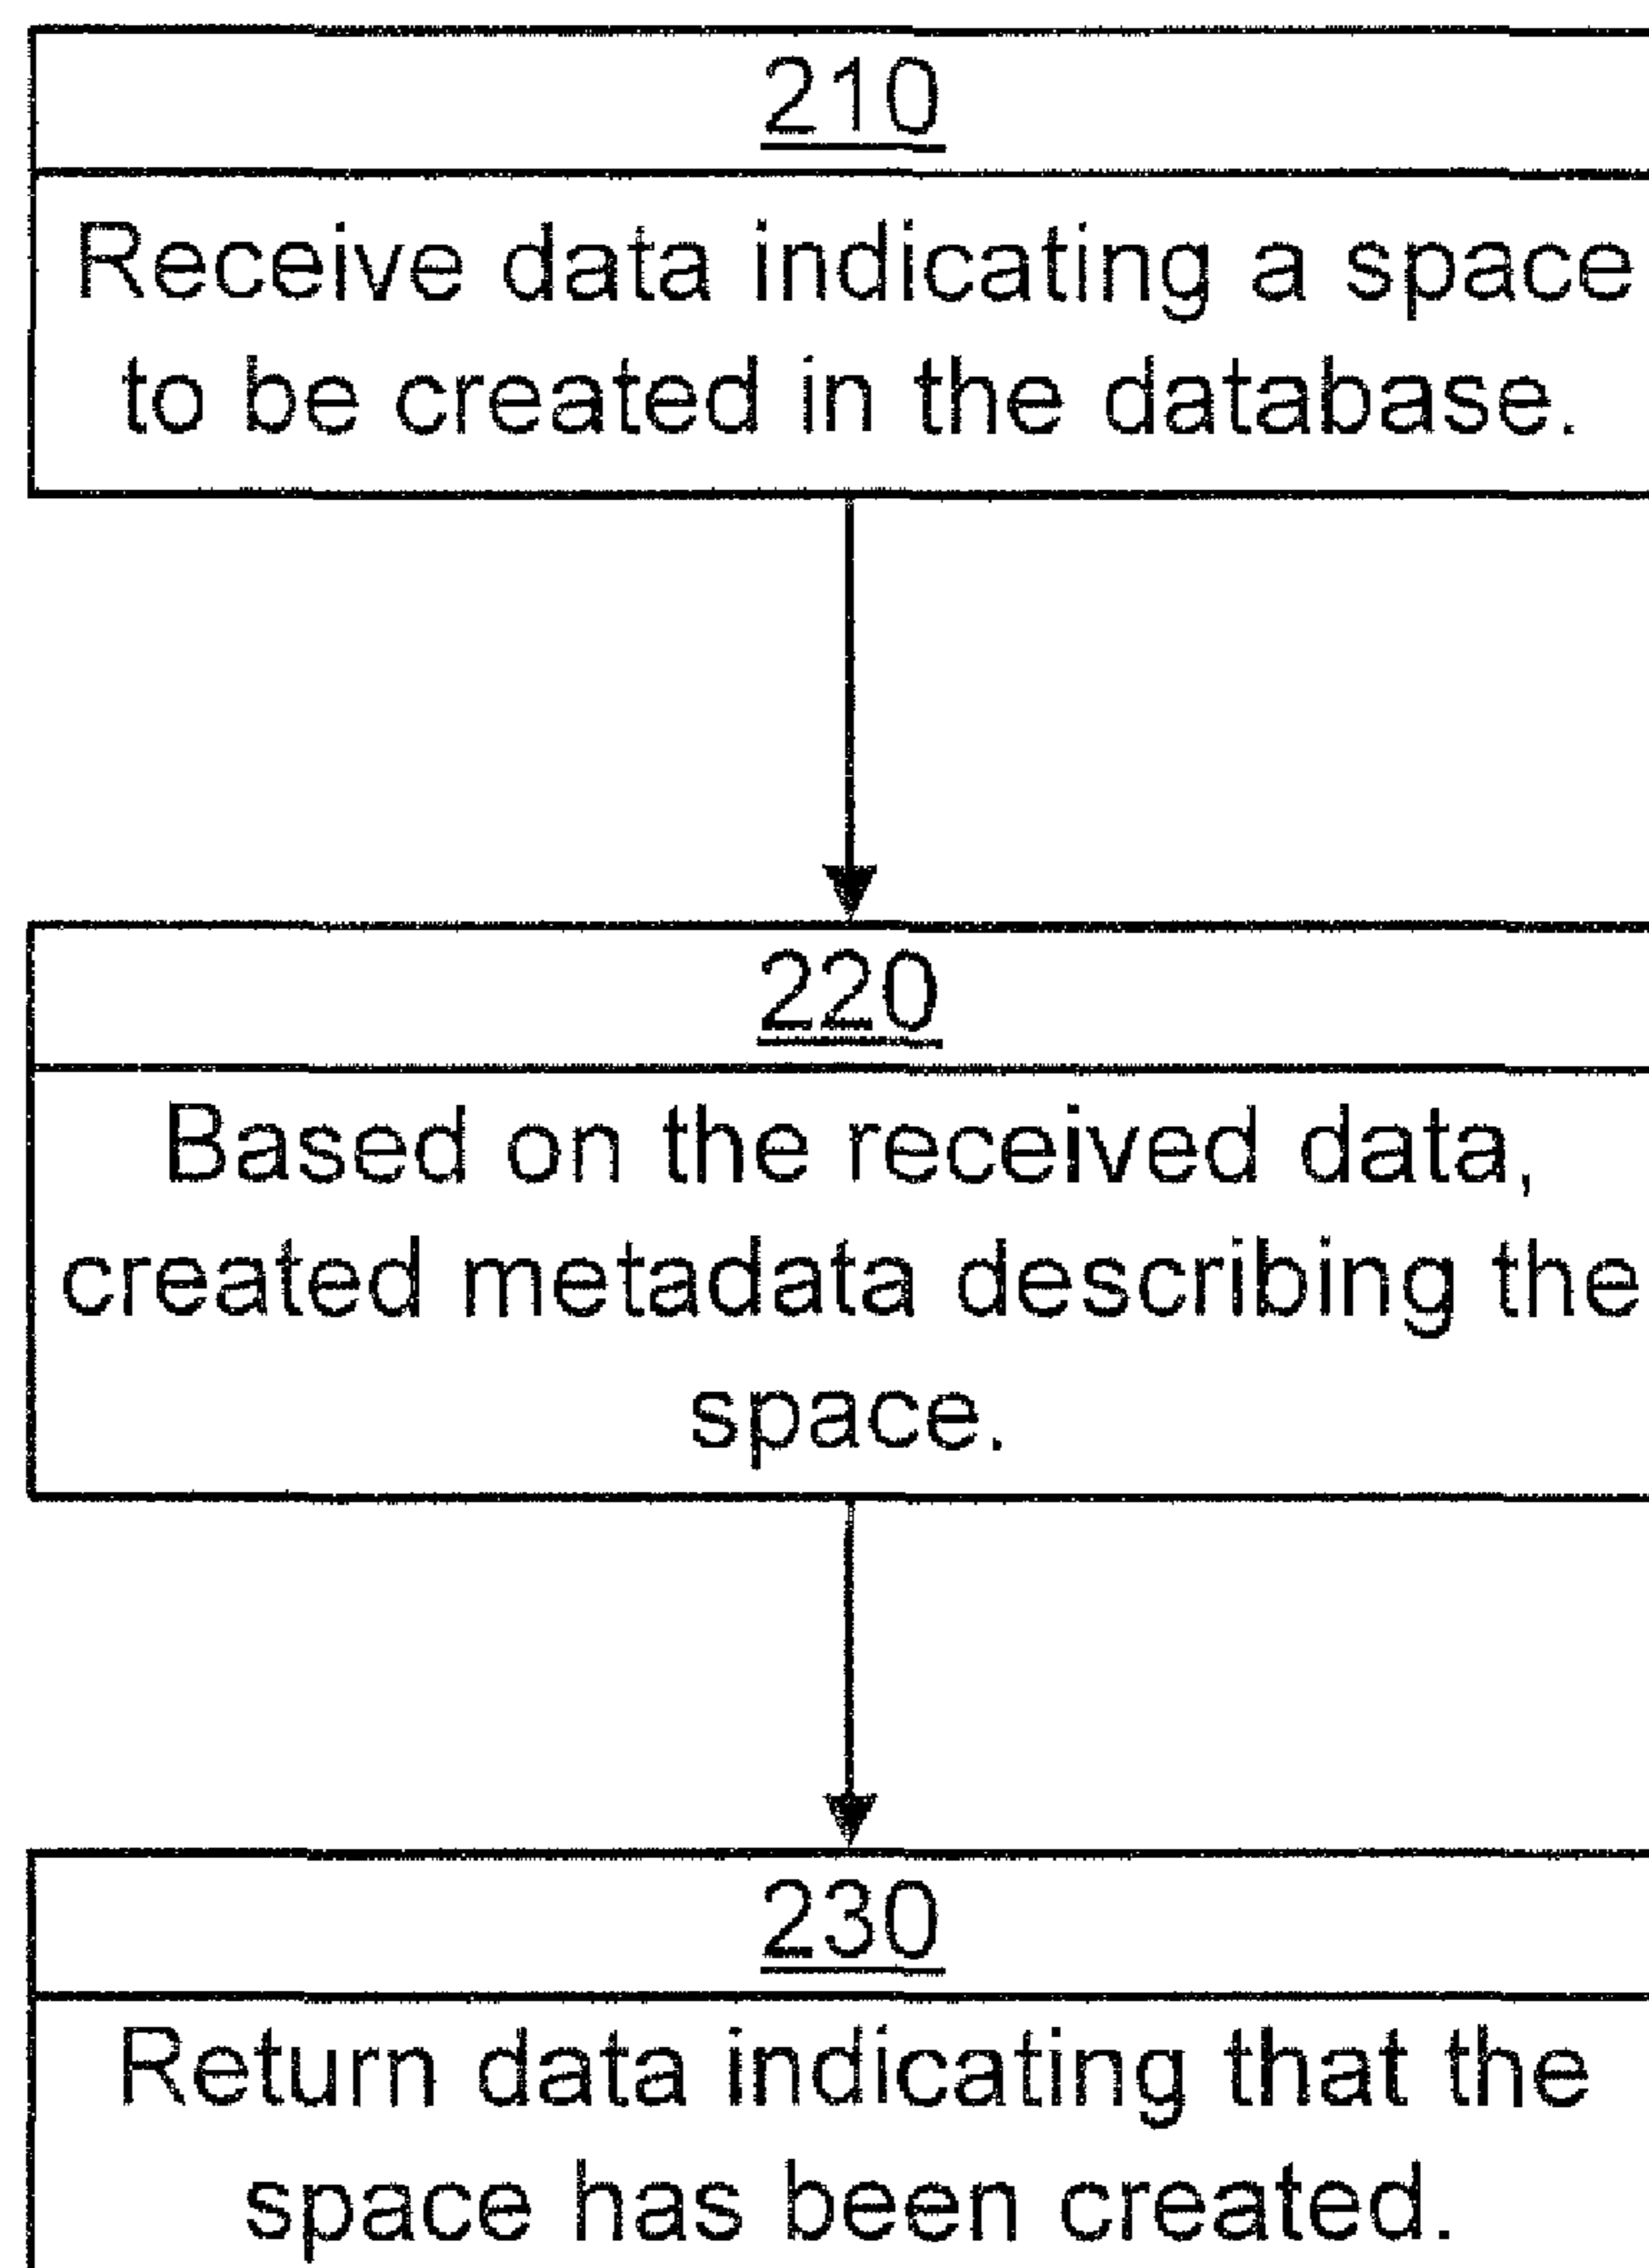 210
Receive data indicating a space
to be created in the database.
220
Based on the received data,
created metadata describing the
space.
230
Return data indicating that the
space has been created.